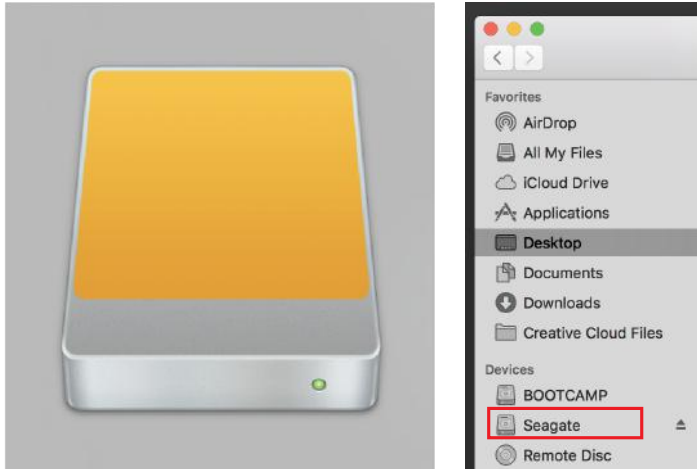 Favorites
AirDrop
All My Files
iCloud Drive
Applications
Desktop
Documents
Downloads
Creative Cloud Files
Devices
BOOTCAMP
Seagate
Remote Disc